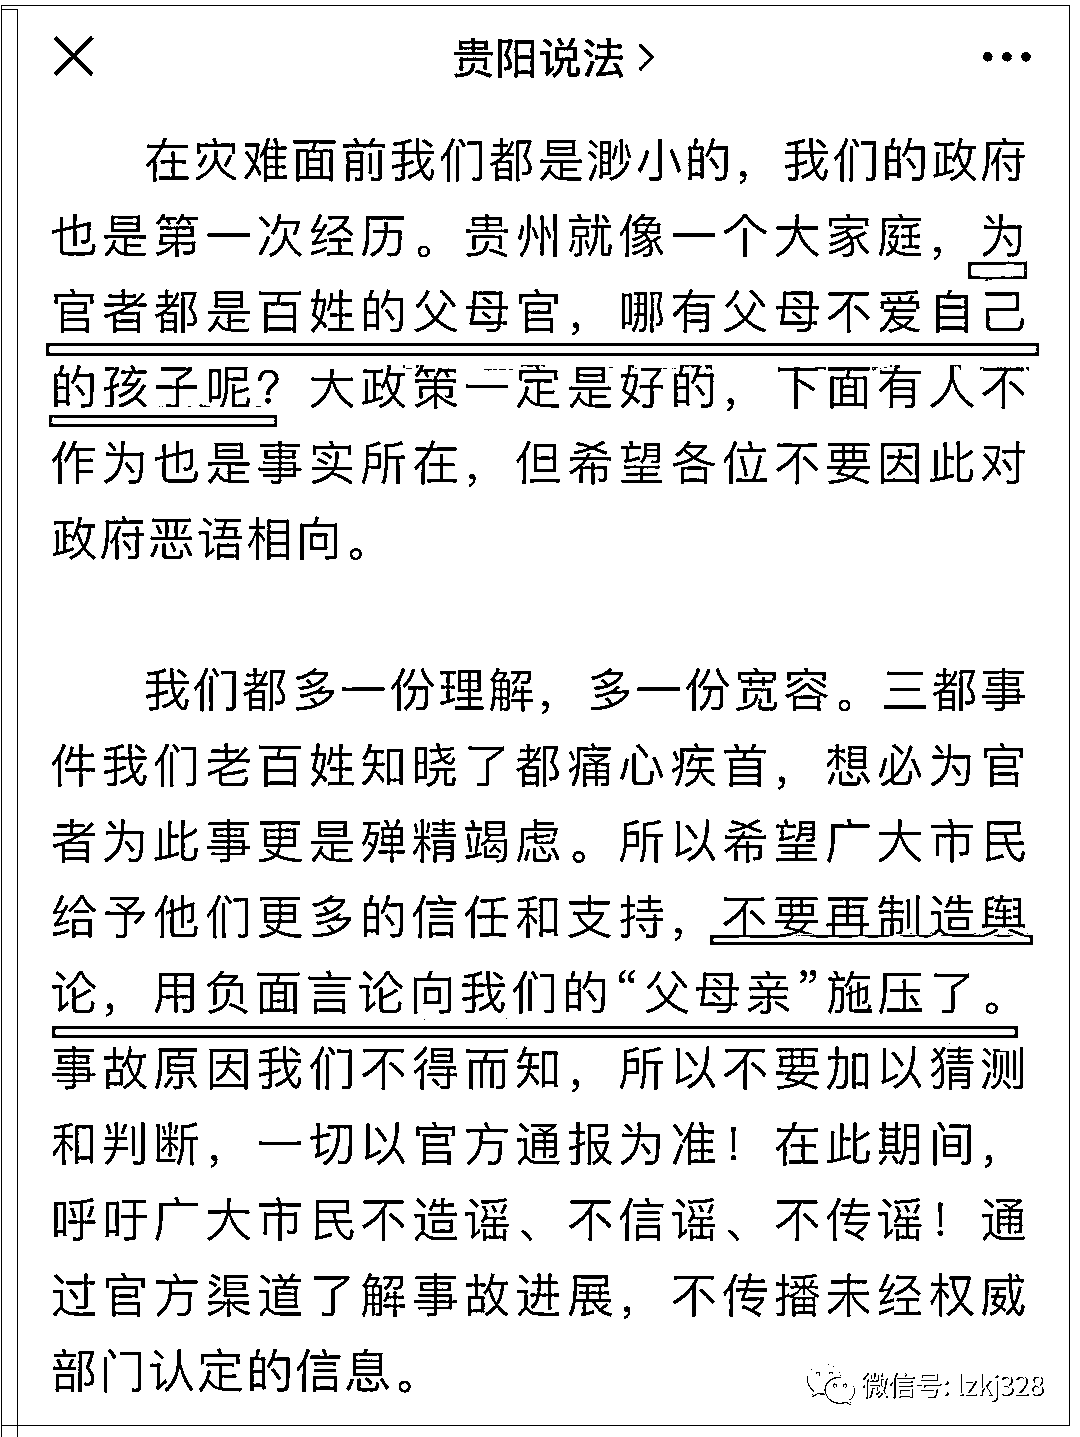 贵阳说法 >
在灾难面前我们都是渺小的，我们的政府
也是第一次经历。贵州就像一个大家庭，为
官者都是百姓的父母官，哪有父母不爱自己
的孩子呢？大政策一定是好的，下面有人不
作为也是事实所在，但希望各位不要因此对
政府恶语相向。
我们都多一份理解，多一份宽容。三都事
件我们老百姓知晓了都痛心疾首，想必为官
者为此事更是殚精竭虑。所以希望广大市民
给予他们更多的信任和支持，不要再制造舆
论，用负面言论向我们的“父母亲”施压了。
事故原因我们不得而知，所以不要加以猜测
和判断，一切以官方通报为准！在此期间，
呼吁广大市民不造谣、不信谣、不传谣！通
过官方渠道了解事故进展，不传播未经权威
部门认定的信息。
微信号: lzkj328